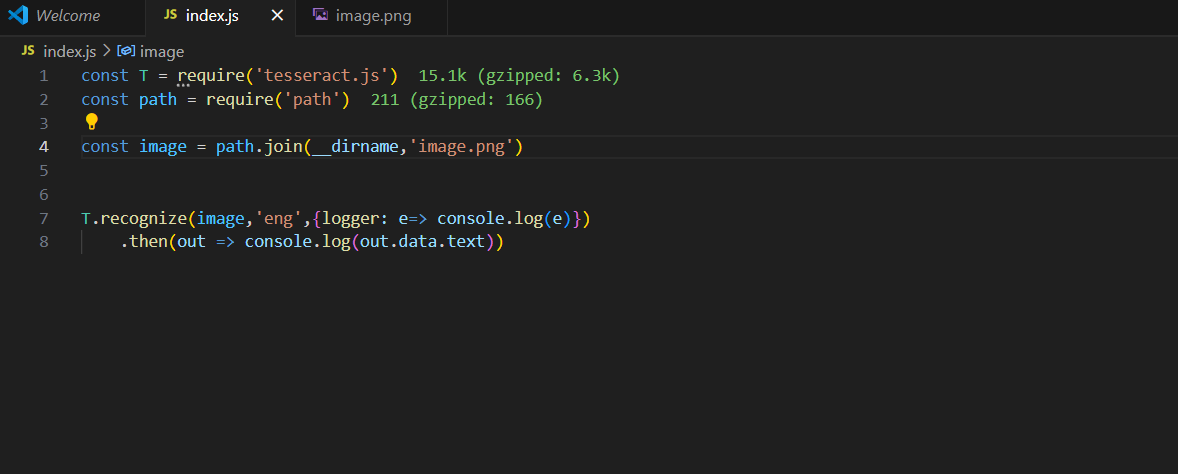 Welcome
JS index.js
image.png
JS index.js > image
1 const T = require('tesseract.js') 15.1k (gzipped: 6.3k)
2 const path = require('path') 211 (gzipped: 166)
3
4 const image = path.join(__dirname,'image.png')
5
6
7 T.recognize(image,'eng',{logger: e=> console.log(e)})
8 .then(out => console.log(out.data.text))